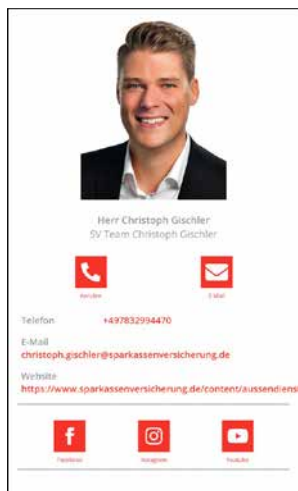 Herr Christoph Gischler
SV Team Christoph Gischler
Anrufen E-Mail
Telefon +497832994470
E-Mail
christoph.gischler@sparkassenversicherung.de
Website
https://www.sparkassenversicherung.de/content/aussendiens
Facebook Instagram Youtube